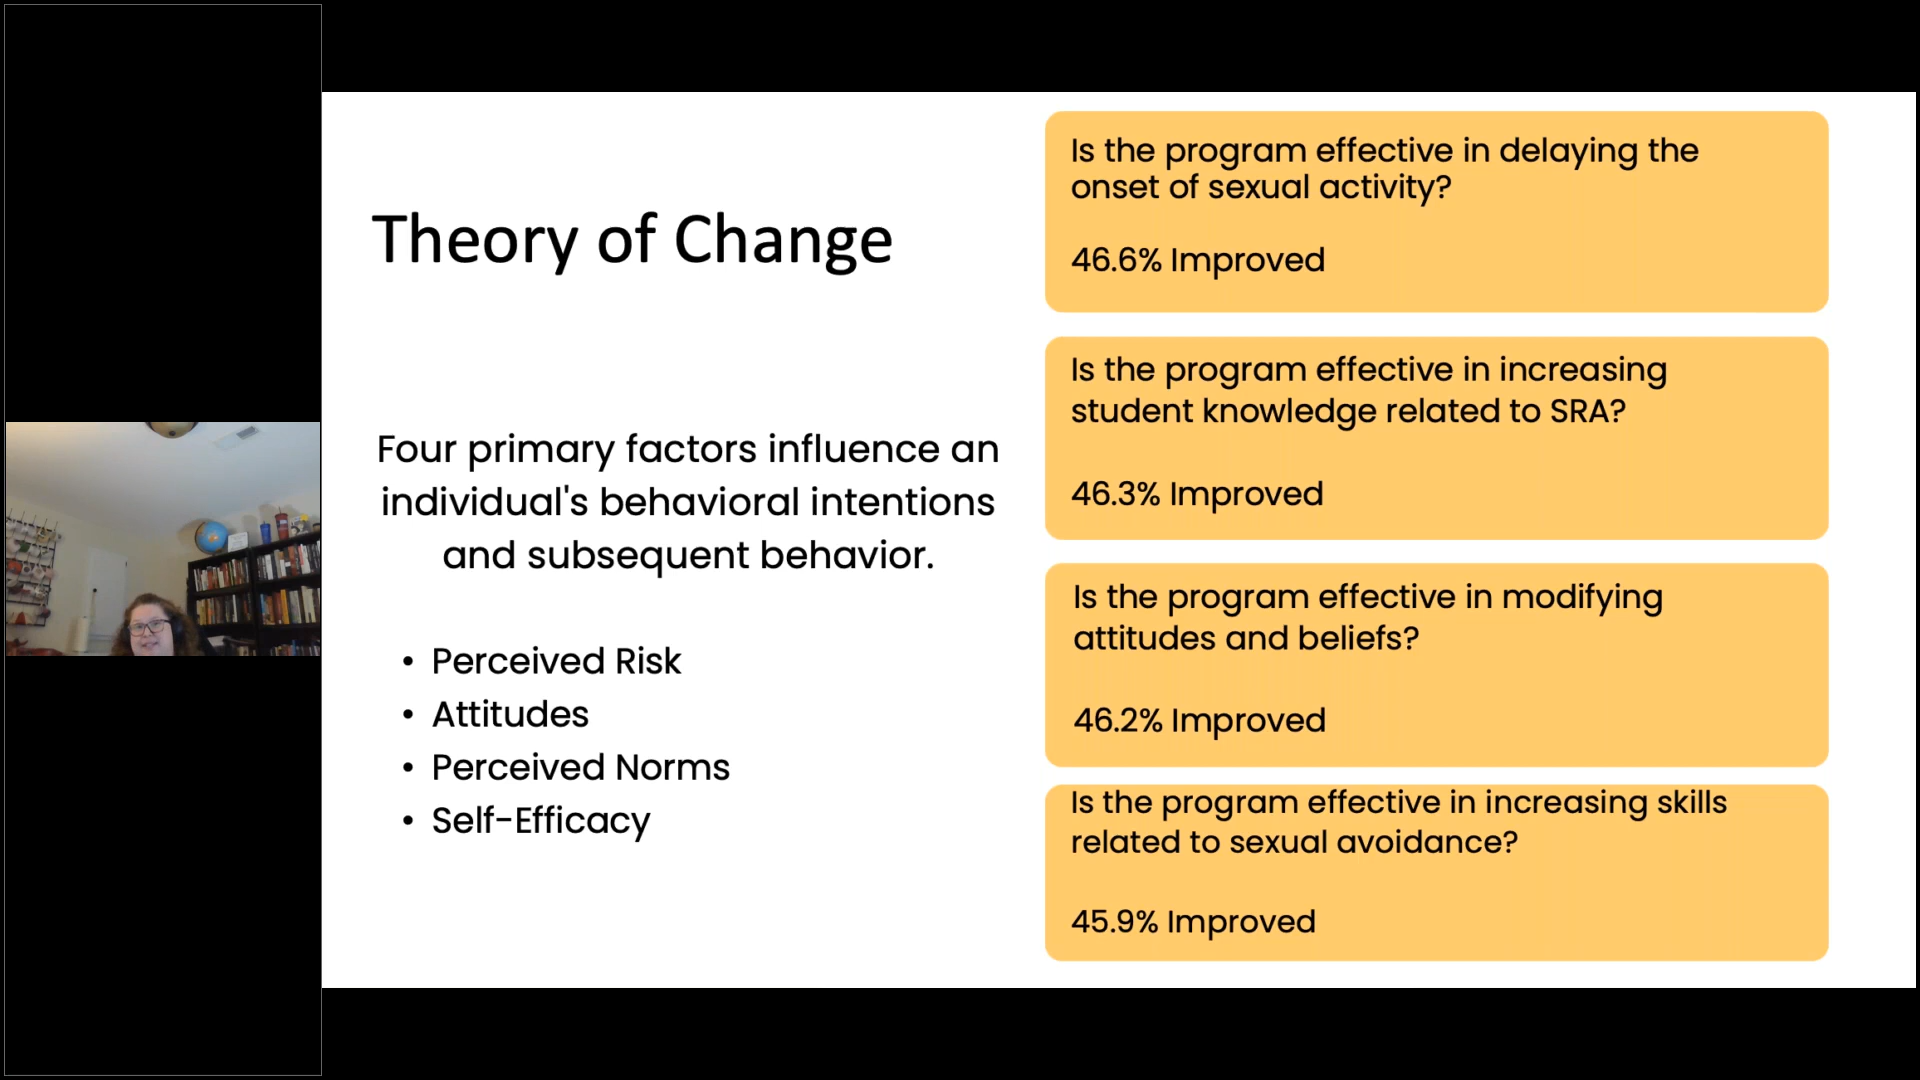 Theory of Change
Four primary factors influence an
individual's behavioral intentions
and subsequent behavior.
• Perceived Risk
• Attitudes
• Perceived Norms
• Self-Efficacy
Is the program effective in delaying the
onset of sexual activity?
46.6% Improved
Is the program effective in increasing
student knowledge related to SRA?
46.3% Improved
Is the program effective in modifying
attitudes and beliefs?
46.2% Improved
Is the program effective in increasing skills
related to sexual avoidance?
45.9% Improved